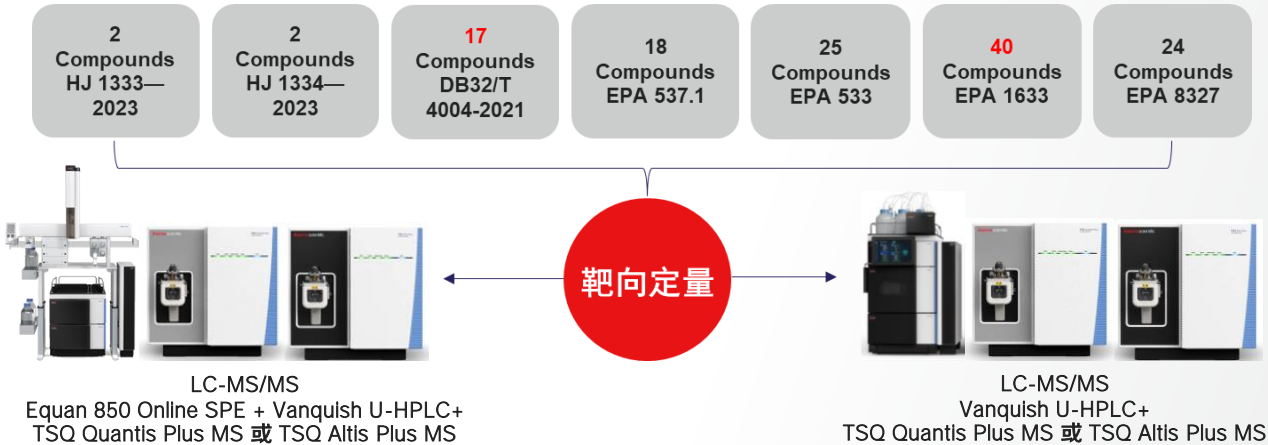 2
Compounds
HJ 1333—
2023
2
Compounds
HJ 1334—
2023
17
Compounds
DB32/T
4004-2021
18
Compounds
EPA 537.1
25
Compounds
EPA 533
40
Compounds
EPA 1633
24
Compounds
EPA 8327
靶向定量
LC-MS/MS
Equan 850 Online SPE + Vanquish U-HPLC+
TSQ Quantis Plus MS 或 TSQ Altis Plus MS
LC-MS/MS
Vanquish U-HPLC+
TSQ Quantis Plus MS 或 TSQ Altis Plus MS